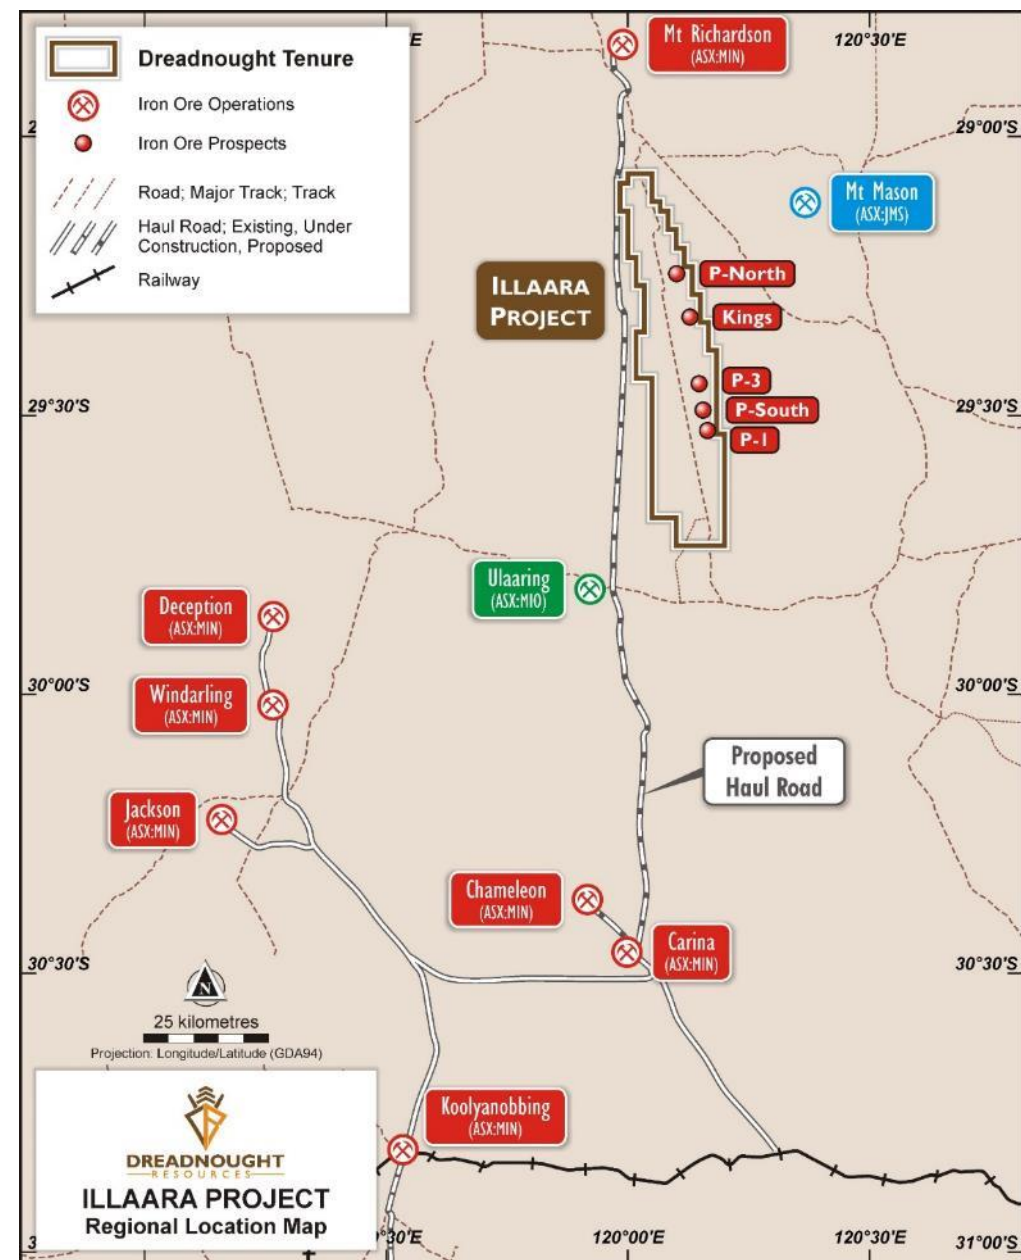 Dreadnought Tenure
Iron Ore Operations
Iron Ore Prospects
Road; Major Track; Track
Haul Road; Existing, Under
Construction, Proposed
Railway
E
120°30'E
Mt Richardson
(ASX:MIN)
2
29°00'S
Mt Mason
(ASX:JMS)
ILLAARA
PROJECT
P-North
Kings
P-3
P-South
P-1
29°30'S
29°30'S
Ulaaring
(ASX:MIO)
Deception
(ASX:MIN)
Windarling
(ASX:MIN)
30°00'S
30°00'S
Proposed
Haul Road
Jackson
(ASX:MIN)
Chameleon
(ASX:MIN)
Carina
(ASX:MIN)
30°30'S
30°30'S
N
25 kilometres
Projection: Longitude/Latitude (GDA94)
Koolyanobbing
(ASX:MIN)
DREADNOUGHT
RESOURCES
ILLAARA PROJECT
Regional Location Map
30'E
120°00'E
120°30'E
31°00'S